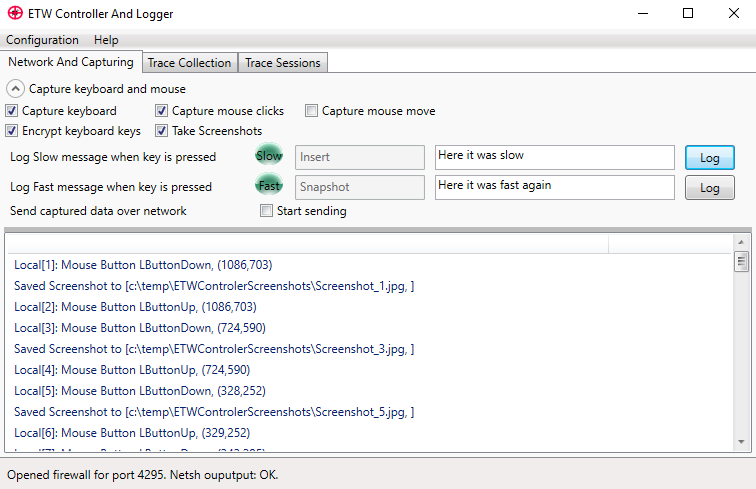 ETW Controller And Logger
Configuration Help
Network And Capturing Trace Collection Trace Sessions
Capture keyboard and mouse
Capture keyboard Capture mouse clicks Capture mouse move
Encrypt keyboard keys Take Screenshots
Log Slow message when key is pressed Slow Insert Here it was slow Log
Log Fast message when key is pressed Fast Snapshot Here it was fast again Log
Send captured data over network Start sending
Local[1]: Mouse Button LButtonDown, (1086,703)
Saved Screenshot to [c:\temp\ETWControlerScreenshots\Screenshot_1.jpg, ]
Local[2]: Mouse Button LButtonUp, (1086,703)
Local[3]: Mouse Button LButtonDown, (724,590)
Saved Screenshot to [c:\temp\ETWControlerScreenshots\Screenshot_3.jpg, ]
Local[4]: Mouse Button LButtonUp, (724,590)
Local[5]: Mouse Button LButtonDown, (328,252)
Saved Screenshot to [c:\temp\ETWControlerScreenshots\Screenshot_5.jpg, ]
Local[6]: Mouse Button LButtonUp, (329,252)
Opened firewall for port 4295. Netsh ouputput: OK.